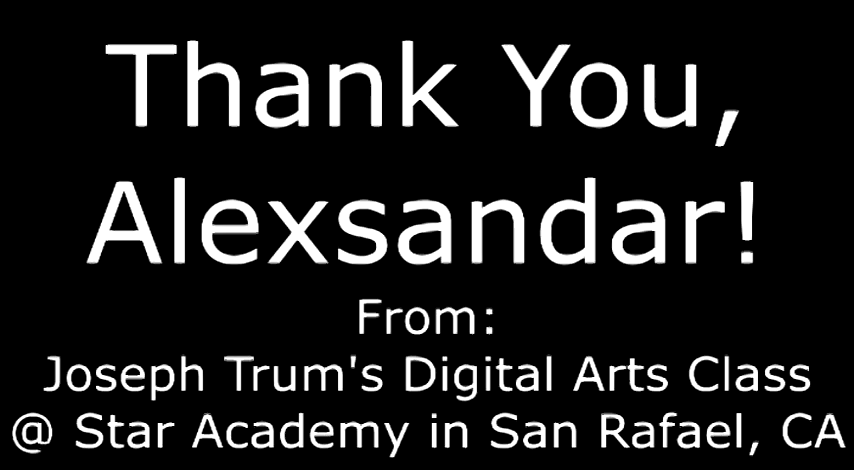 Thank You,
Alexsandar!
From:
Joseph Trum's Digital Arts Class
@ Star Academy in San Rafael, CA